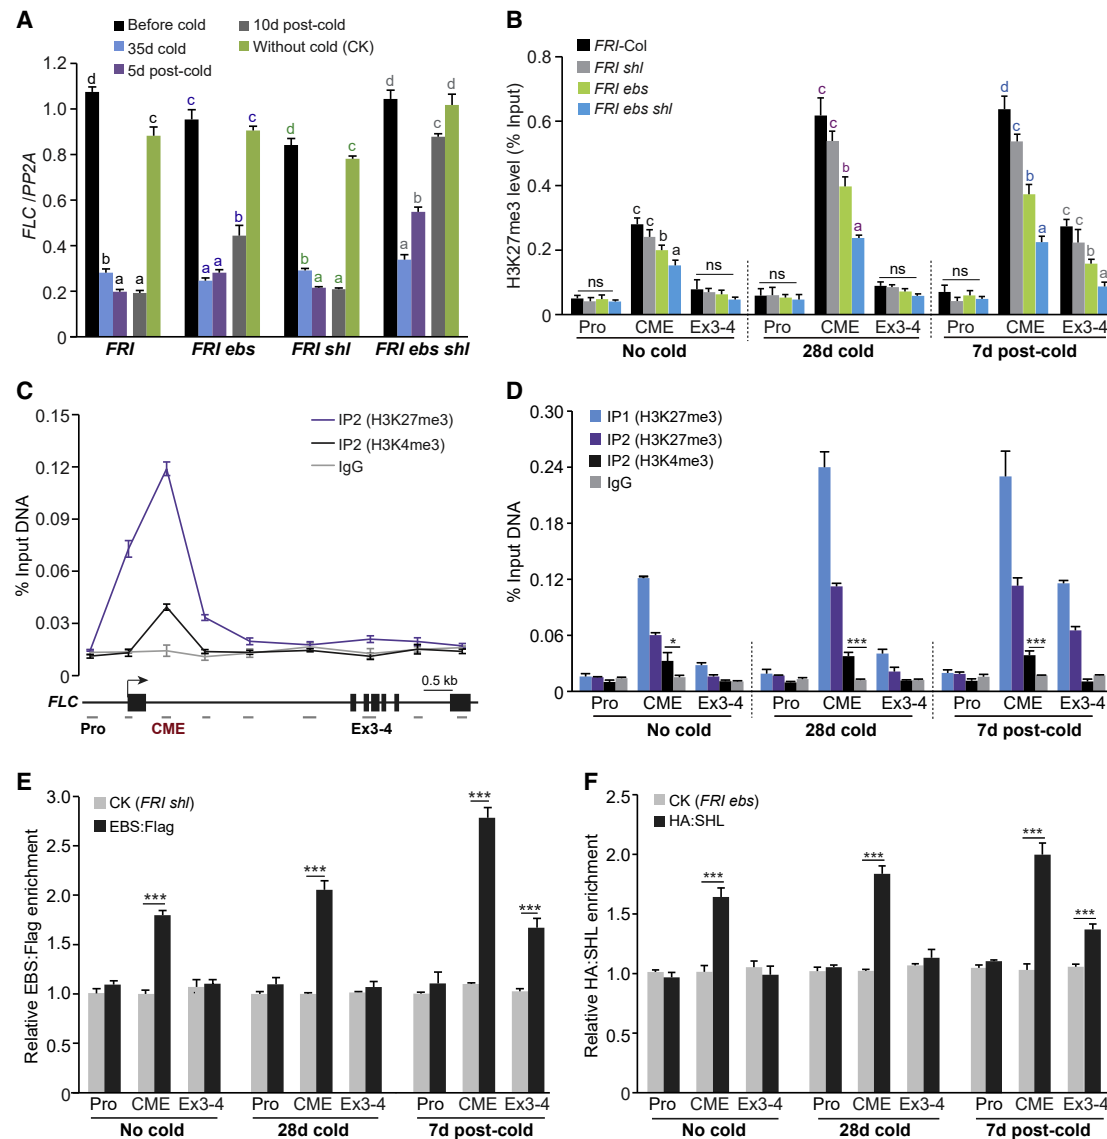 A
Before cold
10d post-cold
35d cold
Without cold (CK)
5d post-cold
FLC /PP2A
1.2
1.0
0.8
0.6
0.4
0.2
0
d
b
a
a
c
c
a
a
b
c
d
b
a
a
c
d
a
b
c
d
FRI
FRI ebs
FRI shl
FRI ebs shl
B
FRI-Col
FRI shl
FRI ebs
FRI ebs shl
H3K27me3 level (% Input)
0.8
0.6
0.4
0.2
0
ns
c
c
b
a
ns
ns
c
c
b
a
ns
ns
d
c
b
a
c
c
b
a
Pro CME Ex3-4 Pro CME Ex3-4 Pro CME Ex3-4
No cold 28d cold 7d post-cold
C
IP2 (H3K27me3)
IP2 (H3K4me3)
IgG
% Input DNA
0.15
0.12
0.09
0.06
0.03
0
0.5 kb
FLC
Pro CME Ex3-4
D
IP1 (H3K27me3)
IP2 (H3K27me3)
IP2 (H3K4me3)
IgG
% Input DNA
0.30
0.24
0.18
0.12
0.06
0
*
***
***
Pro CME Ex3-4 Pro CME Ex3-4 Pro CME Ex3-4
No cold 28d cold 7d post-cold
E
CK (FRI shl)
EBS:Flag
Relative EBS:Flag enrichment
3.0
2.5
2.0
1.5
1.0
0.5
0
***
***
***
***
Pro CME Ex3-4 Pro CME Ex3-4 Pro CME Ex3-4
No cold 28d cold 7d post-cold
F
CK (FRI ebs)
HA:SHL
Relative HA:SHL enrichment
2.5
2.0
1.5
1.0
0.5
0
***
***
***
***
Pro CME Ex3-4 Pro CME Ex3-4 Pro CME Ex3-4
No cold 28d cold 7d post-cold